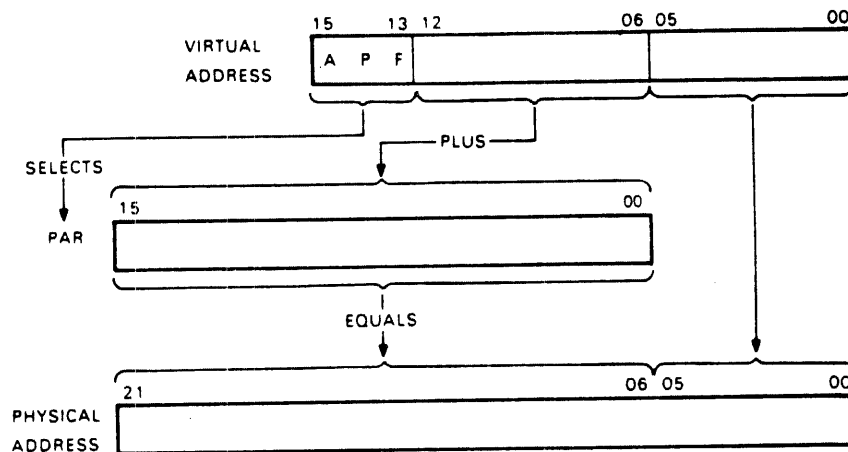 15 13 12 06 05 00
VIRTUAL
ADDRESS
A P F
PLUS
SELECTS
15 00
PAR
EQUALS
21 06 05 00
PHYSICAL
ADDRESS